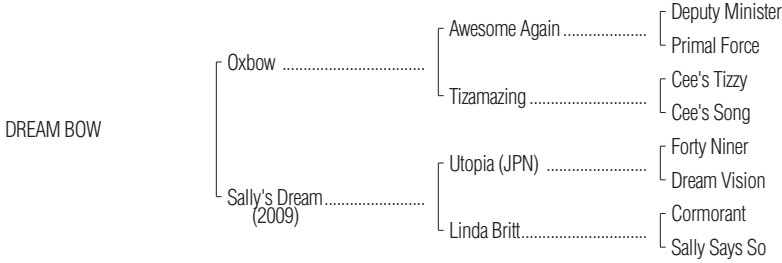 Deputy Minister
Awesome Again ..................
Primal Force
Oxbow ................................
Cee's Tizzy
Tizamazing ..........................
Cee's Song
DREAM BOW
Forty Niner
Utopia (JPN) ......................
Dream Vision
Sally's Dream ......................
(2009)
Cormorant
Linda Britt............................
Sally Says So